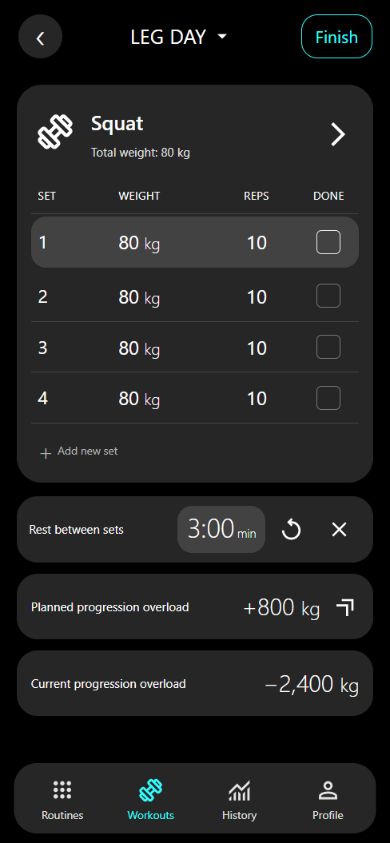 LEG DAY
Finish
Squat
Total weight: 80 kg
SET WEIGHT REPS DONE
1 80 kg 10
2 80 kg 10
3 80 kg 10
4 80 kg 10
+ Add new set
Rest between sets 3:00 min
Planned progression overload +800 kg
Current progression overload −2,400 kg
Routines Workouts History Profile